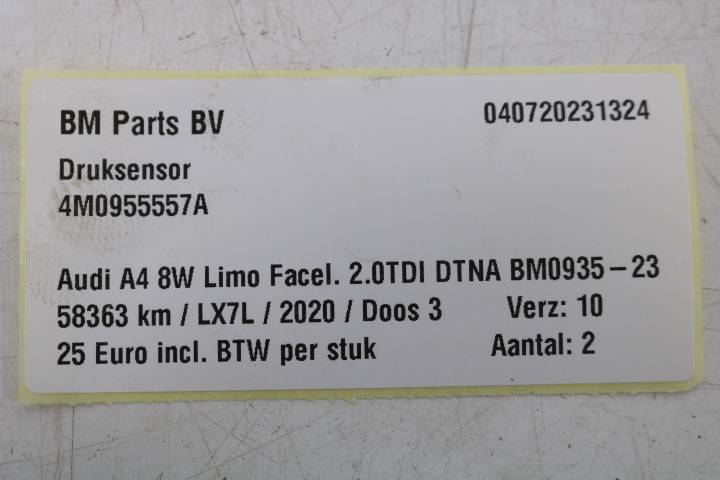 BM Parts BV 040720231324
Druksensor
4M0955557A
Audi A4 8W Limo Facel. 2.0TDI DTNA BM0935-23
58363 km / LX7L / 2020 / Doos 3 Verz: 10
25 Euro incl. BTW per stuk Aantal: 2